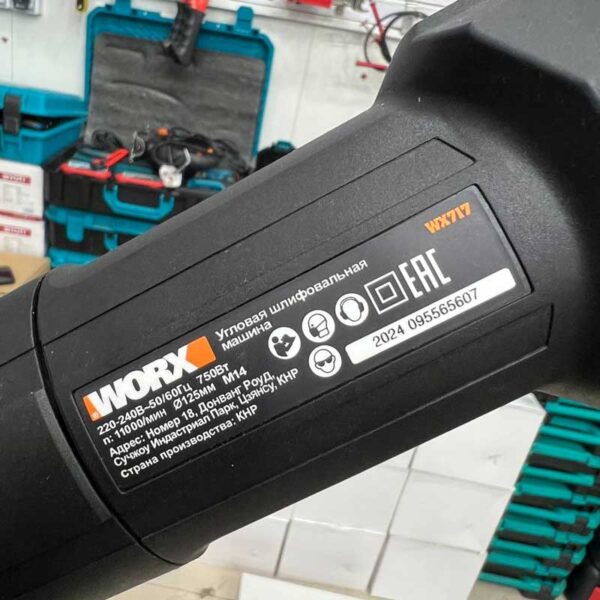 WORX
Угловая шлифовальная
машина
WX717
EAC
220-240В~50/60Гц 750Вт
n: 11000/мин Ø125мм M14
Адрес: Номер 18, Донванг Роуд,
Сучжоу Индастриал Парк, Цзянсу, КНР
Страна производства: КНР
2024 095565607